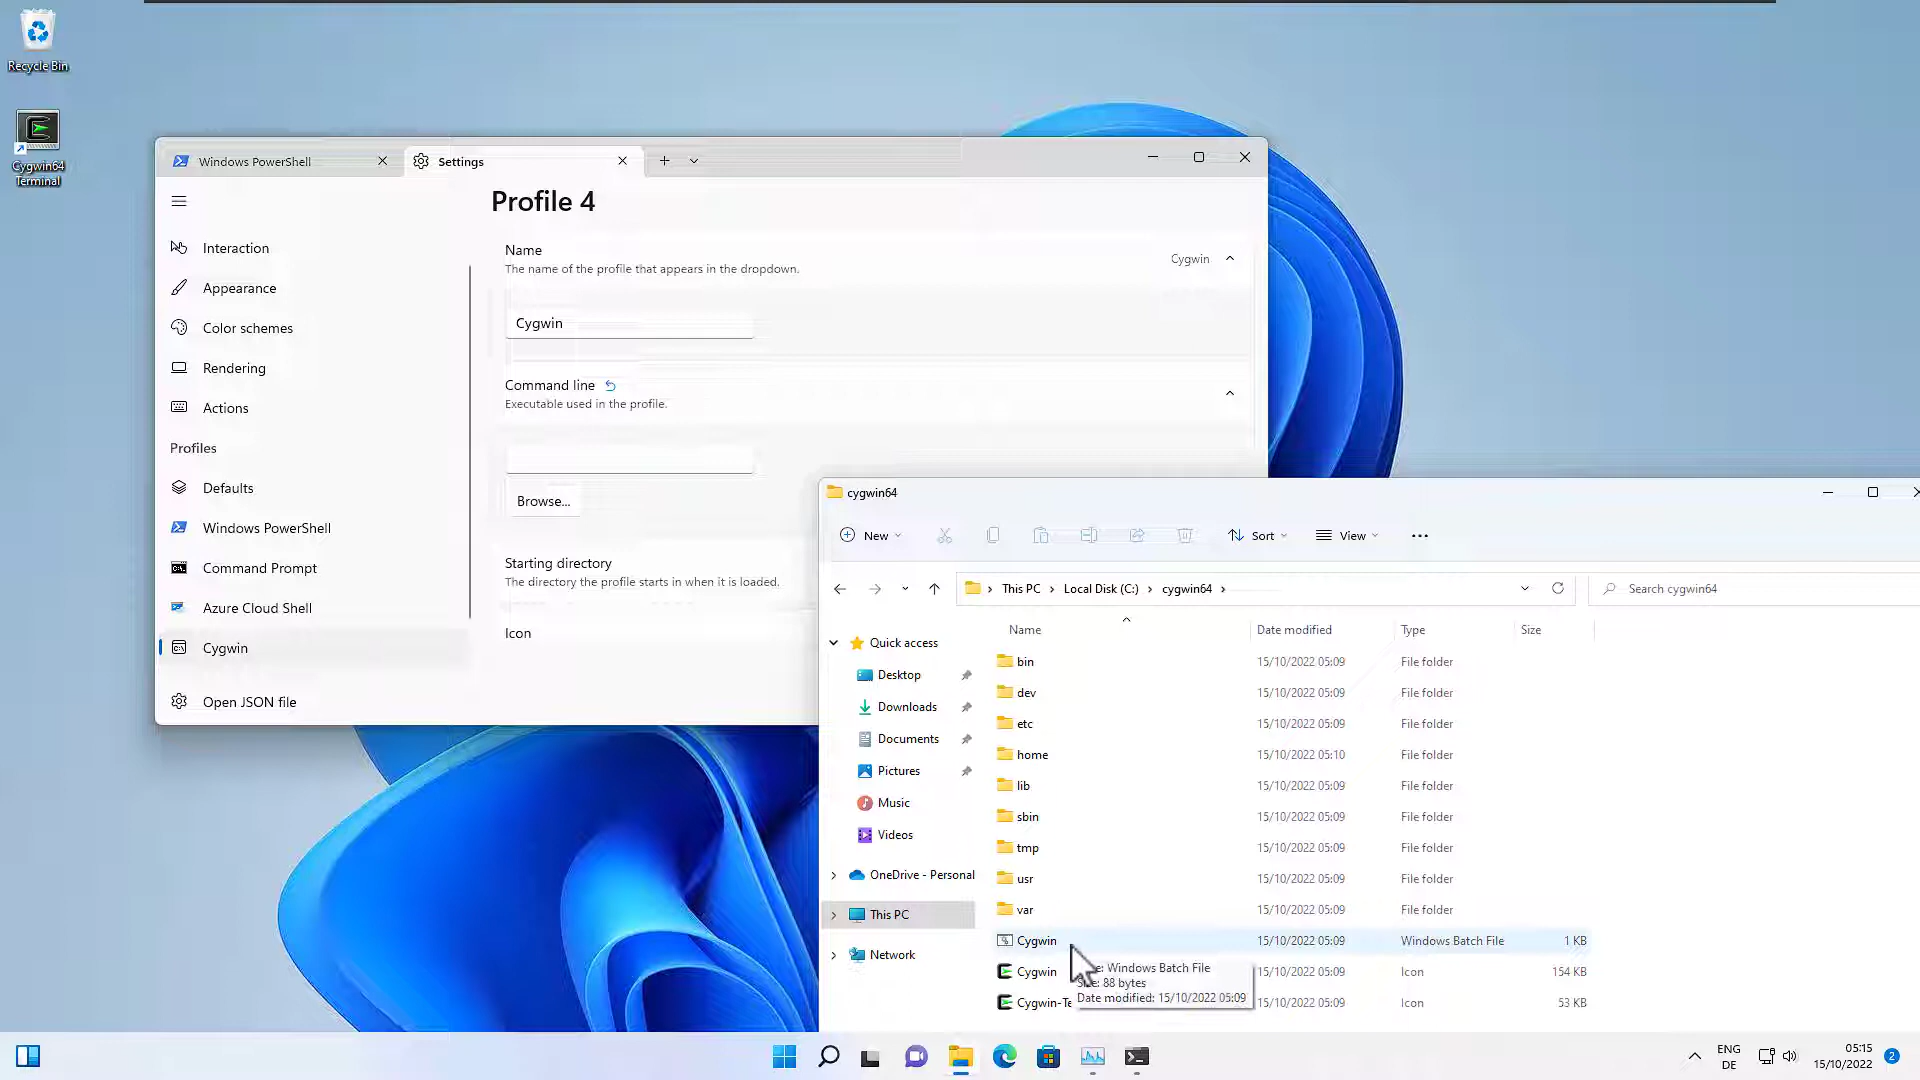 Recycle Bin
Cygwin64
Terminal
Windows PowerShell
Settings
Interaction
Appearance
Color schemes
Rendering
Actions
Profiles
Defaults
Windows PowerShell
Command Prompt
Azure Cloud Shell
Cygwin
Open JSON file
Profile 4
Name
The name of the profile that appears in the dropdown.
Cygwin
Cygwin
Command line
Executable used in the profile.
Browse...
Starting directory
The directory the profile starts in when it is loaded.
Icon
cygwin64
New
Sort
View
This PC
Local Disk (C:)
cygwin64
Search cygwin64
Quick access
Desktop
Downloads
Documents
Pictures
Music
Videos
OneDrive - Personal
This PC
Network
Name Date modified Type Size
bin 15/10/2022 05:09 File folder
dev 15/10/2022 05:09 File folder
etc 15/10/2022 05:09 File folder
home 15/10/2022 05:10 File folder
lib 15/10/2022 05:09 File folder
sbin 15/10/2022 05:09 File folder
tmp 15/10/2022 05:09 File folder
usr 15/10/2022 05:09 File folder
var 15/10/2022 05:09 File folder
Cygwin 15/10/2022 05:09 Windows Batch File 1 KB
Cygwin 15/10/2022 05:09 Icon 154 KB
Cygwin-Te 15/10/2022 05:09 Icon 53 KB
Windows Batch File
88 bytes
Date modified: 15/10/2022 05:09
ENG
DE
05:15
15/10/2022
2